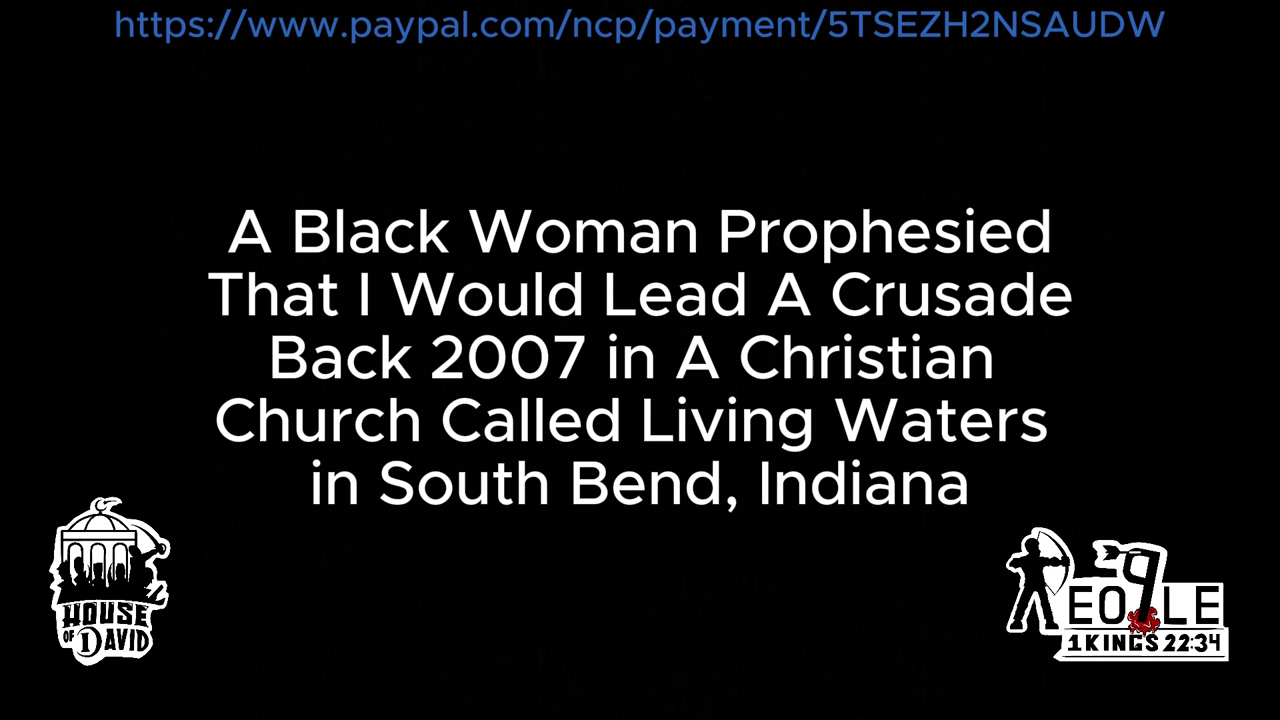 https://www.paypal.com/ncp/payment/5TSEZH2NSAUDW
A Black Woman Prophesied
That I Would Lead A Crusade
Back 2007 in A Christian
Church Called Living Waters
in South Bend, Indiana
HOUSE
OF DAVID
1 KINGS 22:34